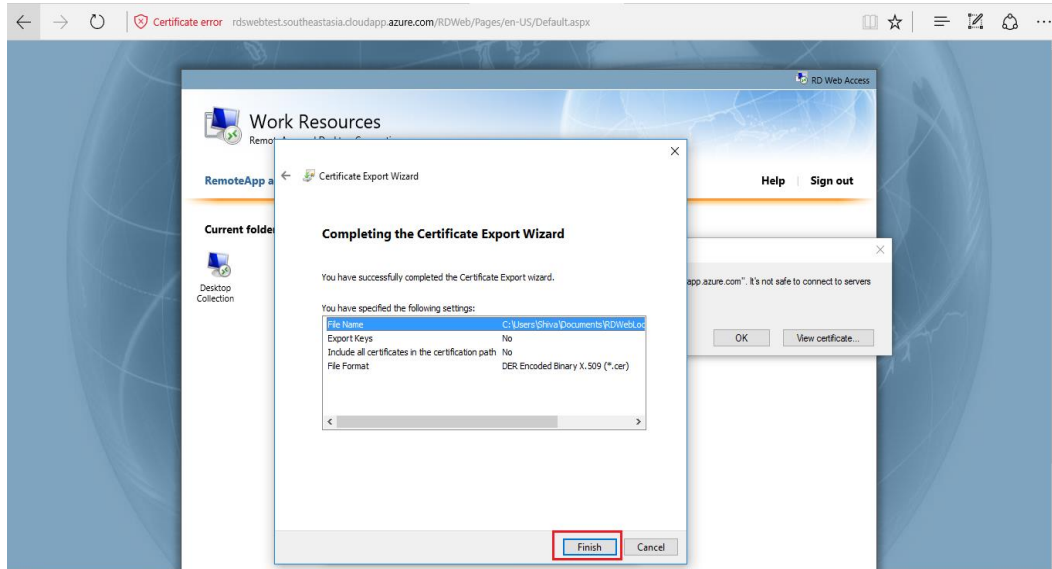 Certificate error rdswebtest.southeastasia.cloudapp.azure.com/RDWeb/Pages/en-US/Default.aspx
RD Web Access
Work Resources
RemoteApp a
Help
Sign out
Certificate Export Wizard
Current folde
Desktop
Collection
Completing the Certificate Export Wizard
You have successfully completed the Certificate Export wizard.
You have specified the following settings:
File Name C:\Users\Shiva\Documents\RDWebLoc
Export Keys No
Include all certificates in the certification path No
File Format DER Encoded Binary X.509 (*.cer)
app.azure.com". It's not safe to connect to servers
OK View certificate...
Finish Cancel